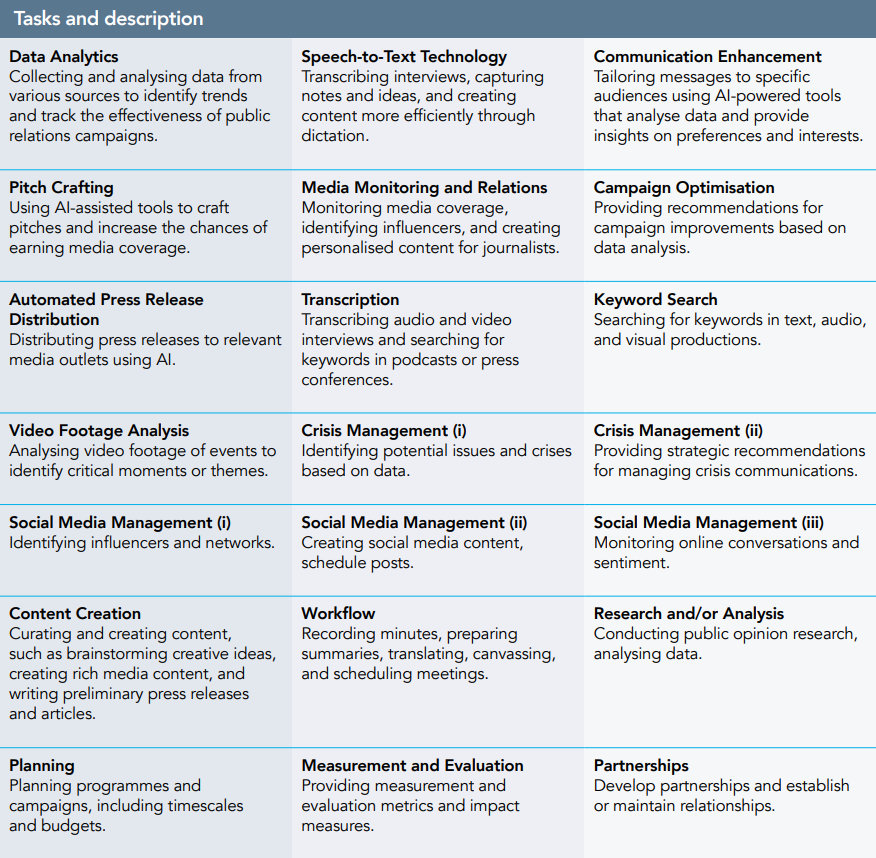 Tasks and description
Data Analytics
Collecting and analysing data from
various sources to identify trends
and track the effectiveness of public
relations campaigns.
Speech-to-Text Technology
Transcribing interviews, capturing
notes and ideas, and creating
content more efficiently through
dictation.
Communication Enhancement
Tailoring messages to specific
audiences using AI-powered tools
that analyse data and provide
insights on preferences and interests.
Pitch Crafting
Using AI-assisted tools to craft
pitches and increase the chances of
earning media coverage.
Media Monitoring and Relations
Monitoring media coverage,
identifying influencers, and creating
personalised content for journalists.
Campaign Optimisation
Providing recommendations for
campaign improvements based on
data analysis.
Automated Press Release
Distribution
Distributing press releases to relevant
media outlets using AI.
Transcription
Transcribing audio and video
interviews and searching for
keywords in podcasts or press
conferences.
Keyword Search
Searching for keywords in text, audio,
and visual productions.
Video Footage Analysis
Analysing video footage of events to
identify critical moments or themes.
Crisis Management (i)
Identifying potential issues and crises
based on data.
Crisis Management (ii)
Providing strategic recommendations
for managing crisis communications.
Social Media Management (i)
Identifying influencers and networks.
Social Media Management (ii)
Creating social media content,
schedule posts.
Social Media Management (iii)
Monitoring online conversations and
sentiment.
Content Creation
Curating and creating content,
such as brainstorming creative ideas,
creating rich media content, and
writing preliminary press releases
and articles.
Workflow
Recording minutes, preparing
summaries, translating, canvassing,
and scheduling meetings.
Research and/or Analysis
Conducting public opinion research,
analysing data.
Planning
Planning programmes and
campaigns, including timescales
and budgets.
Measurement and Evaluation
Providing measurement and
evaluation metrics and impact
measures.
Partnerships
Develop partnerships and establish
or maintain relationships.